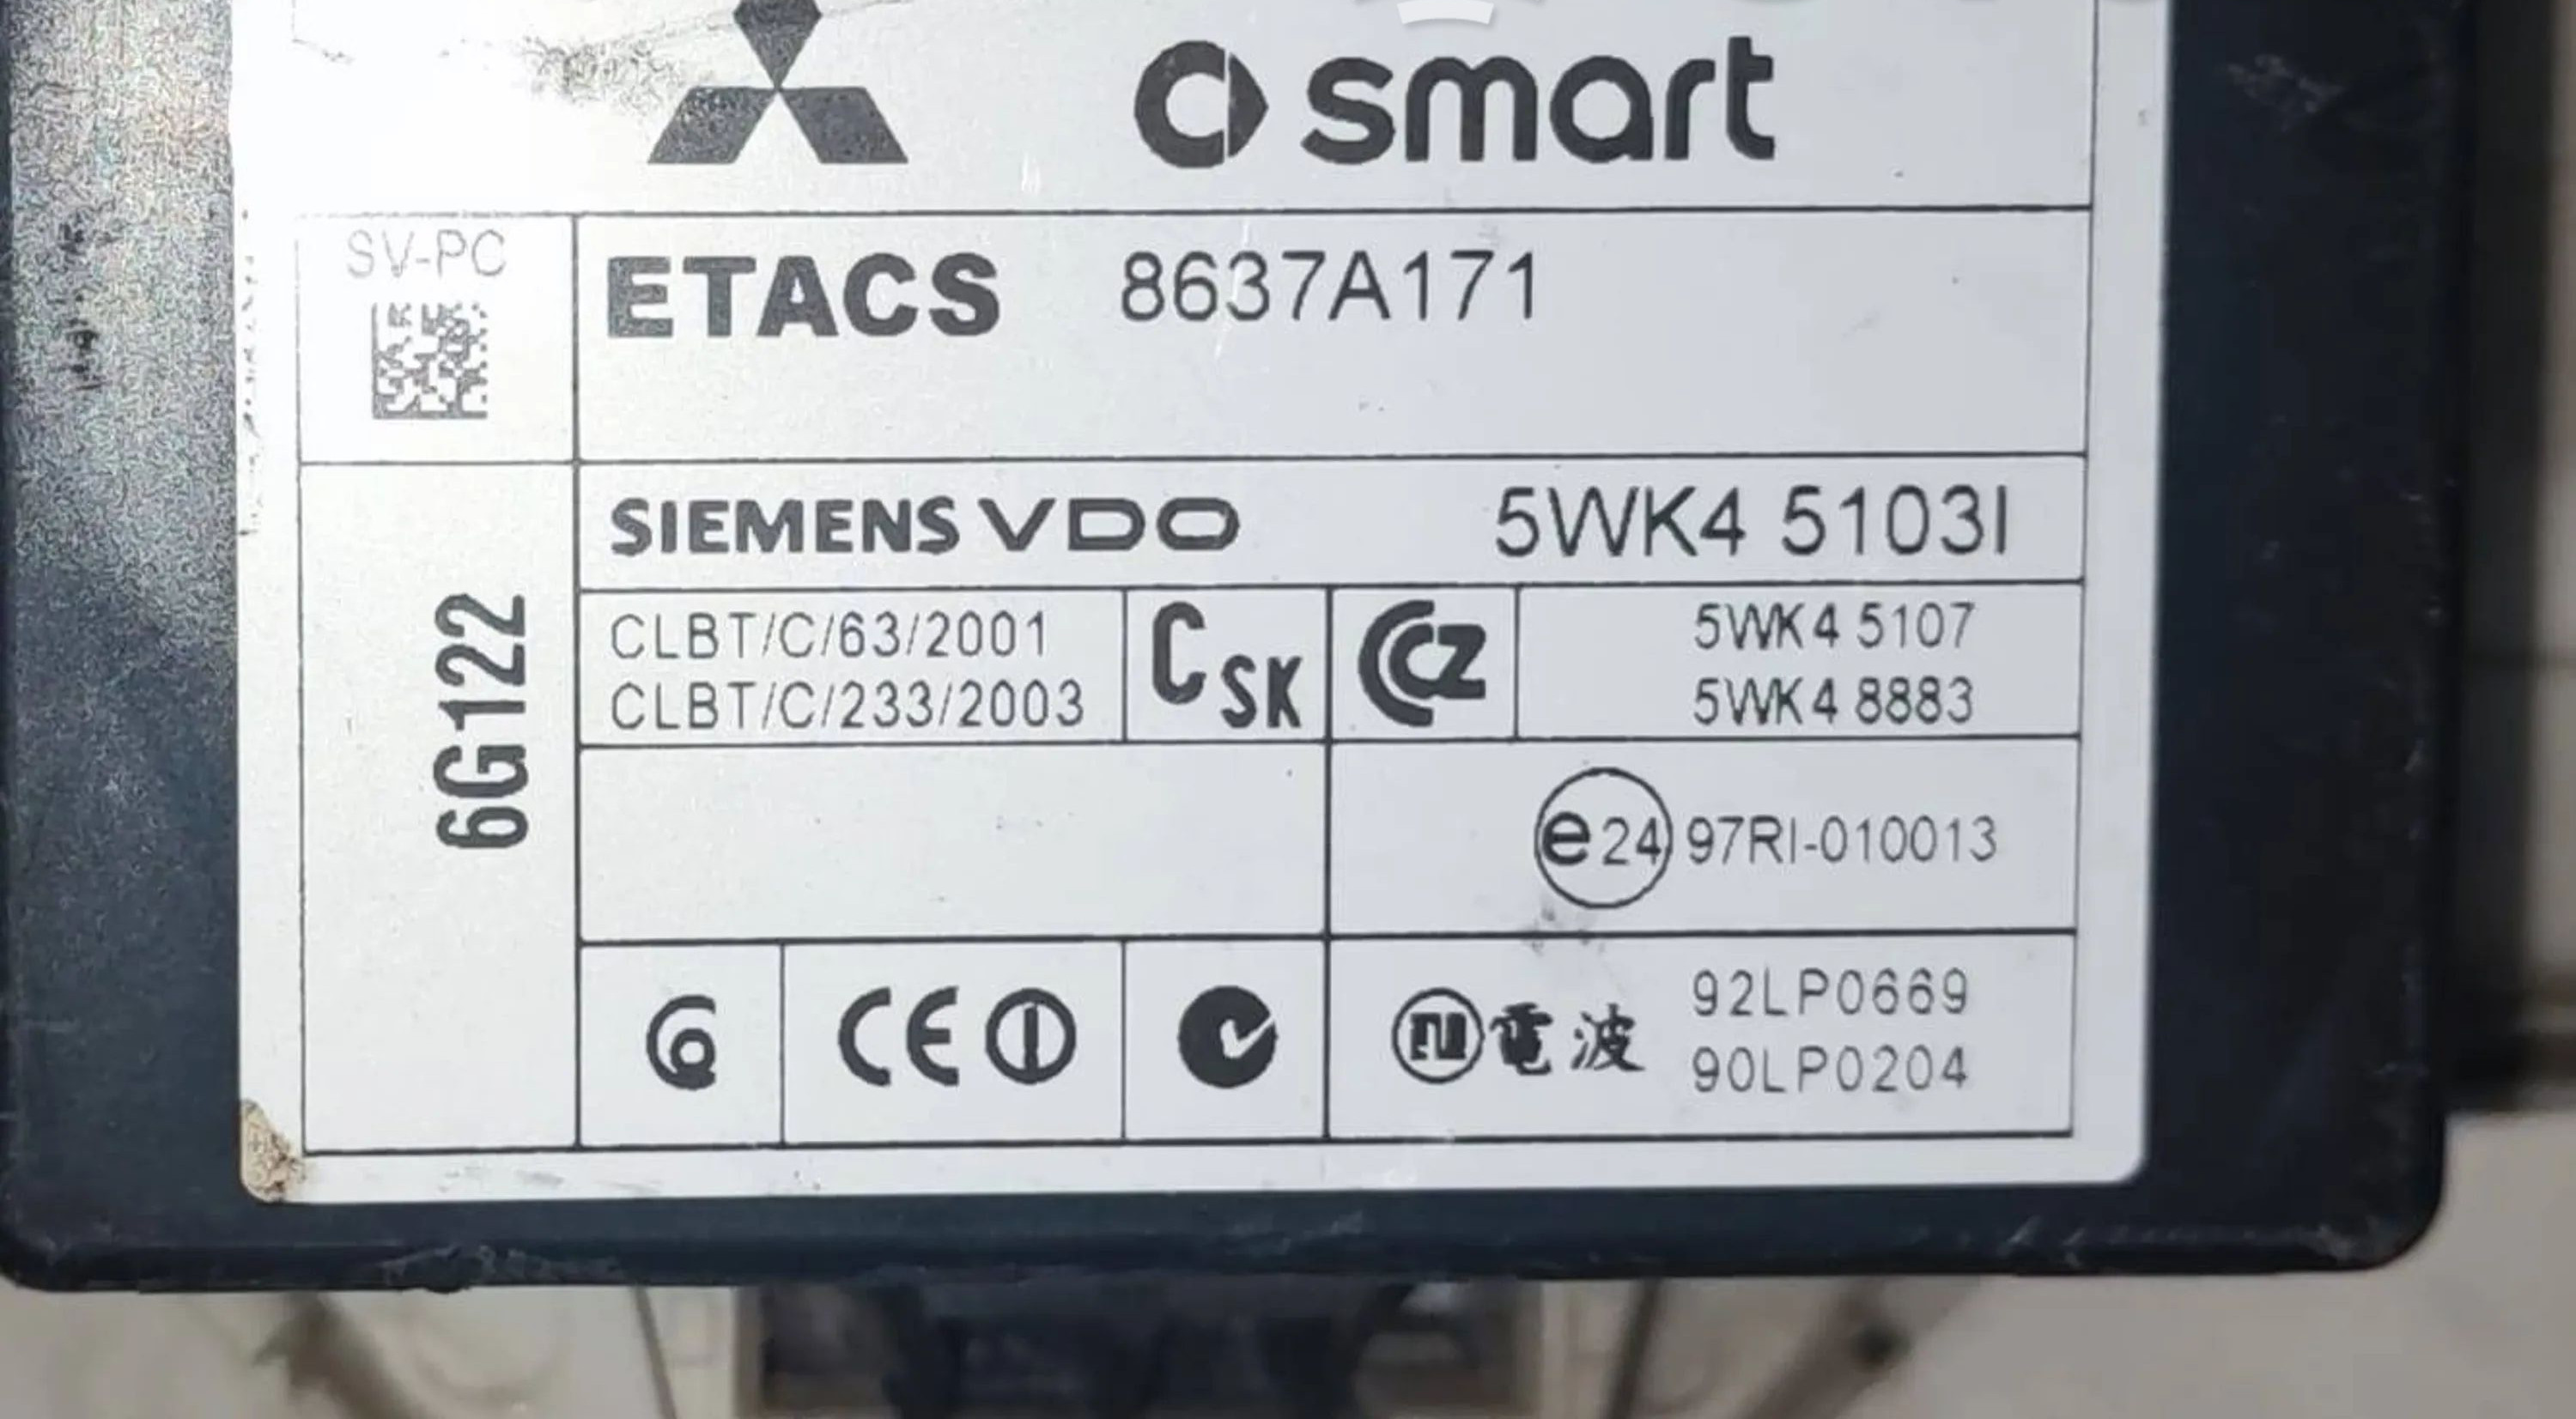 smart
SV-PC
ETACS 8637A171
SIEMENS VDO 5WK4 5103I
6G122
CLBT/C/63/2001
CLBT/C/233/2003
CSK
CCZ
5WK4 5107
5WK4 8883
e24 97RI-010013
CE
電波
92LP0669
90LP0204